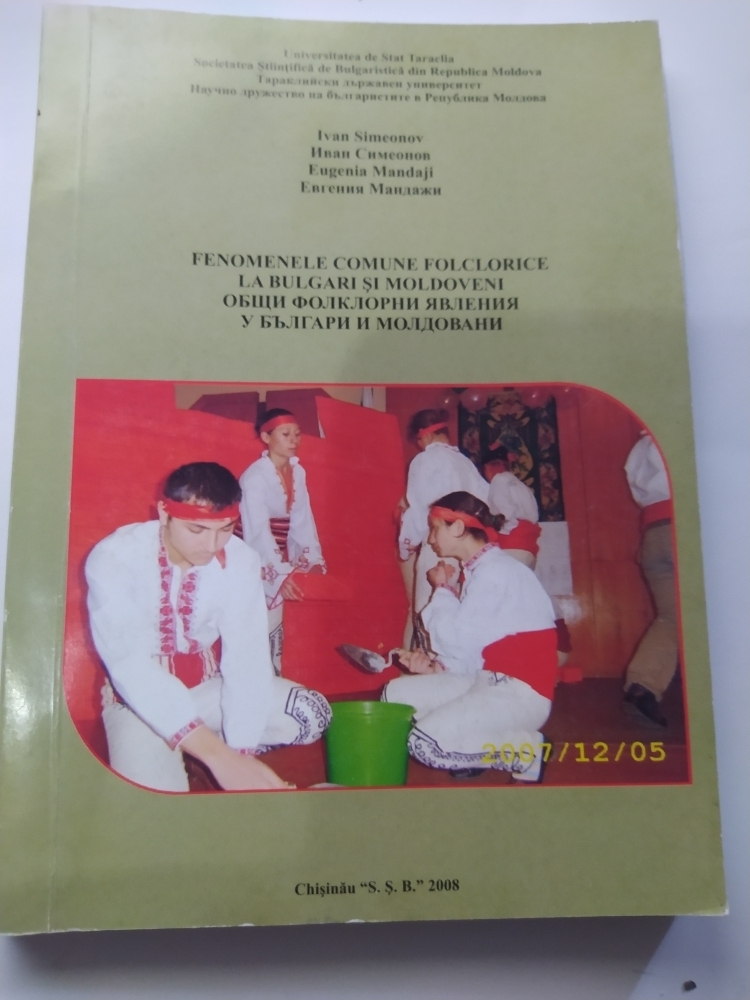 Universitatea de Stat Taraclia
Societatea Ştiinţifică de Bulgaristică din Republica Moldova
Тараклийски държавен университет
Научно дружество на българистите в Република Молдова
Ivan Simeonov
Иван Симеонов
Eugenia Mandaji
Евгения Мандажи
FENOMENELE COMUNE FOLCLORICE
LA BULGARI ŞI MOLDOVENI
ОБЩИ ФОЛКЛОРНИ ЯВЛЕНИЯ
У БЪЛГАРИ И МОЛДОВАНИ
2007/12/05
Chişinău “S. Ş. B.” 2008